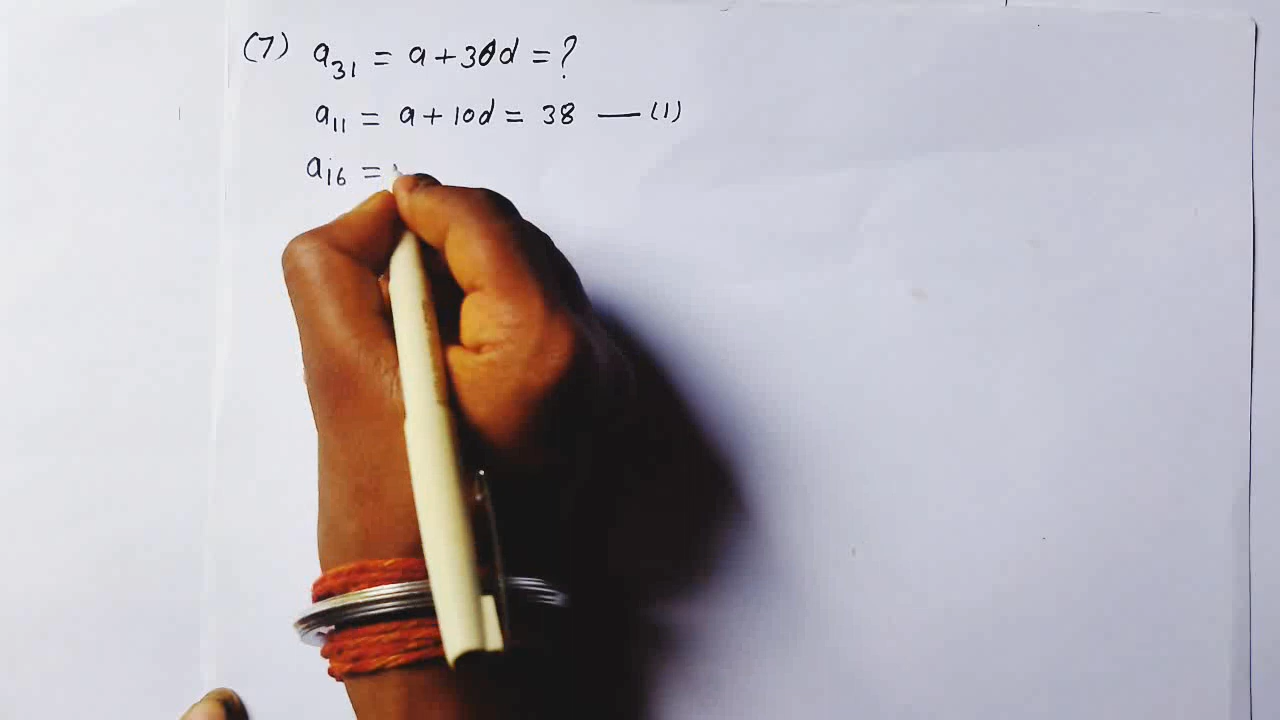 (7) a₃₁ = a + 30d = ?
a₁₁ = a + 10d = 38 — (1)
a₁₆ =